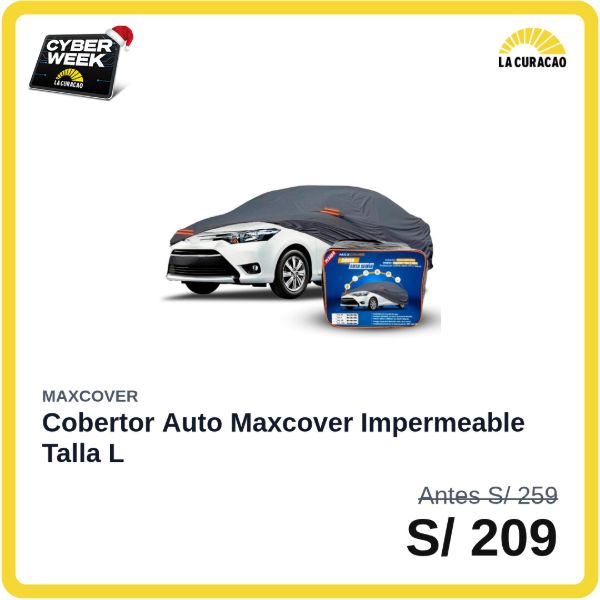 CYBER
WEEK
LA CURACAO
LA CURACAO
MAXCOVER
Cobertor Auto Maxcover Impermeable
Talla L
Antes S/ 259
S/ 209